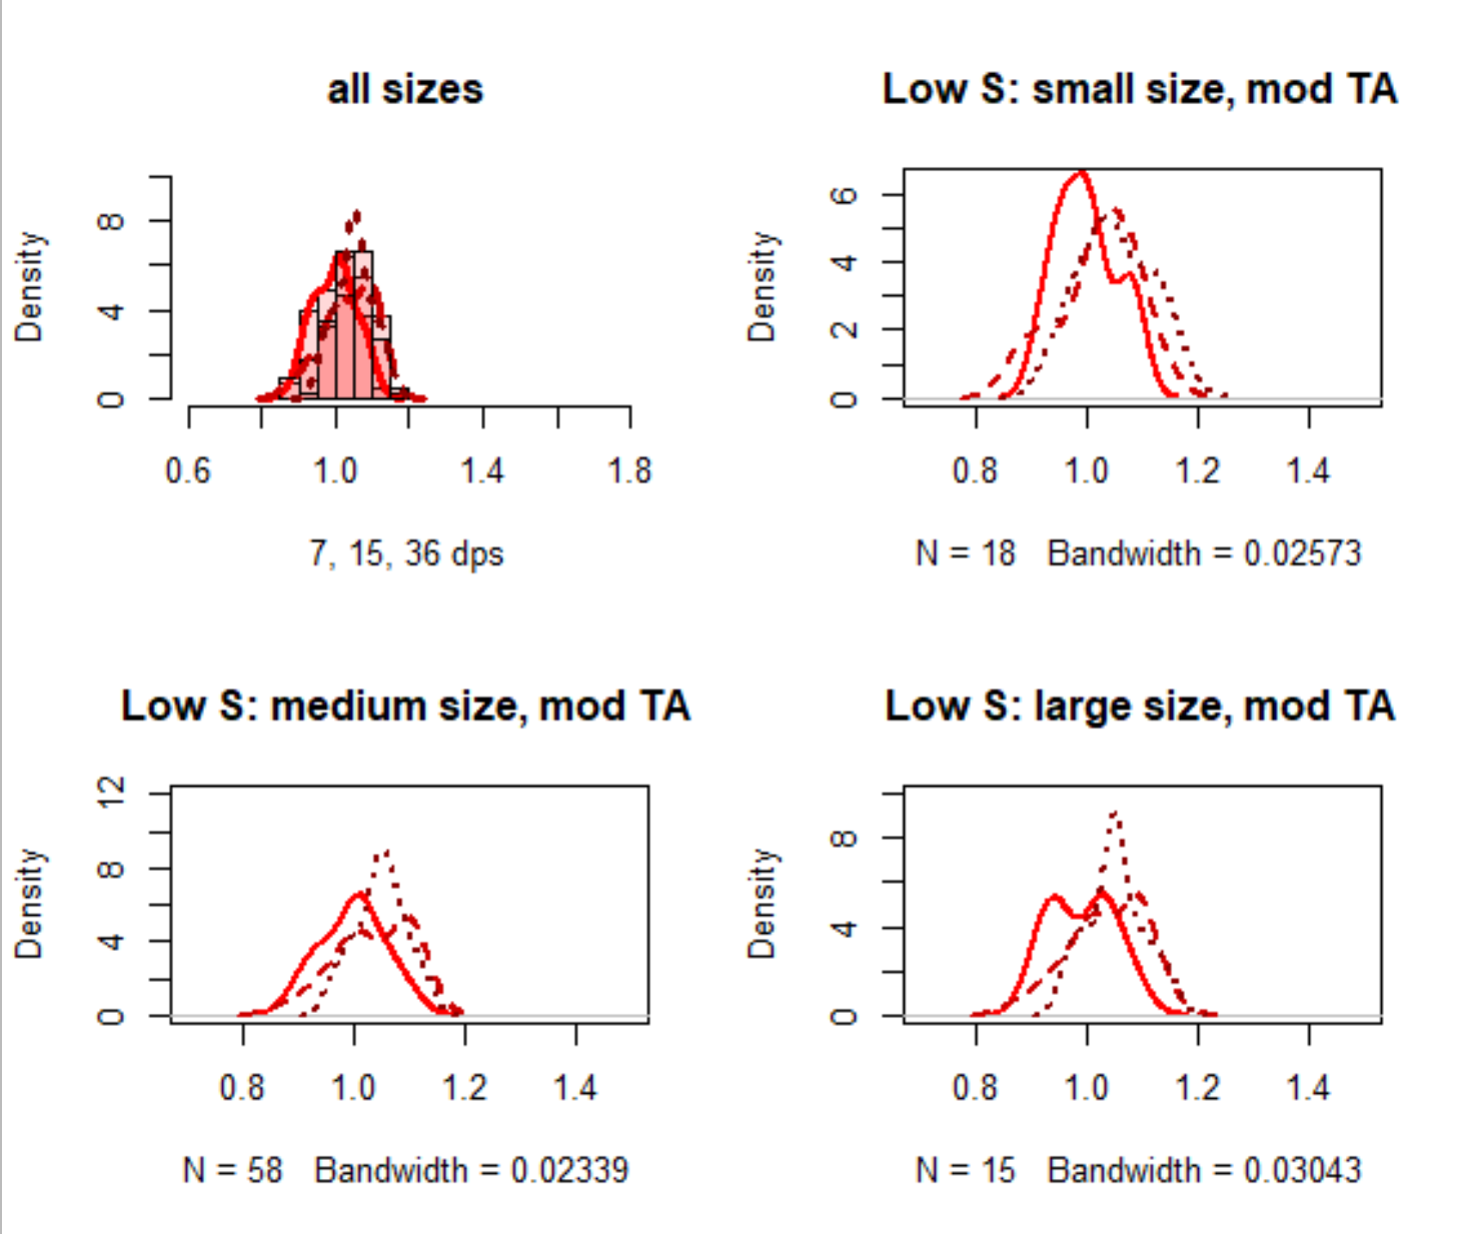 all sizes
Density
8
4
0
0.6 1.0 1.4 1.8
7, 15, 36 dps
Low S: small size, mod TA
Density
6
4
2
0
0.8 1.0 1.2 1.4
N = 18 Bandwidth = 0.02573
Low S: medium size, mod TA
Density
12
8
4
0
0.8 1.0 1.2 1.4
N = 58 Bandwidth = 0.02339
Low S: large size, mod TA
Density
8
4
0
0.8 1.0 1.2 1.4
N = 15 Bandwidth = 0.03043